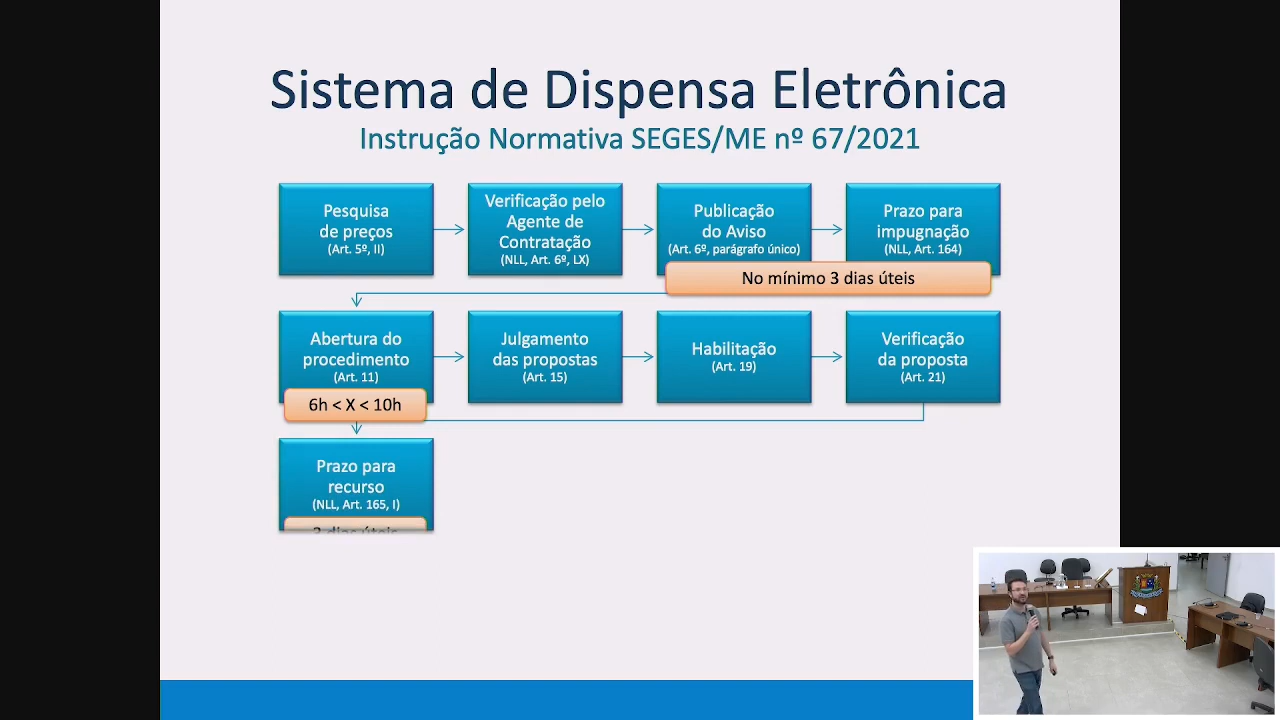 Sistema de Dispensa Eletrônica
Instrução Normativa SEGES/ME nº 67/2021
Pesquisa
de preços
(Art. 5º, II)
Verificação pelo
Agente de
Contratação
(NLL, Art. 6º, LX)
Publicação
do Aviso
(Art. 6º, parágrafo único)
Prazo para
impugnação
(NLL, Art. 164)
No mínimo 3 dias úteis
Abertura do
procedimento
(Art. 11)
6h < X < 10h
Julgamento
das propostas
(Art. 15)
Habilitação
(Art. 19)
Verificação
da proposta
(Art. 21)
Prazo para
recurso
(NLL, Art. 165, I)
3 dias úteis